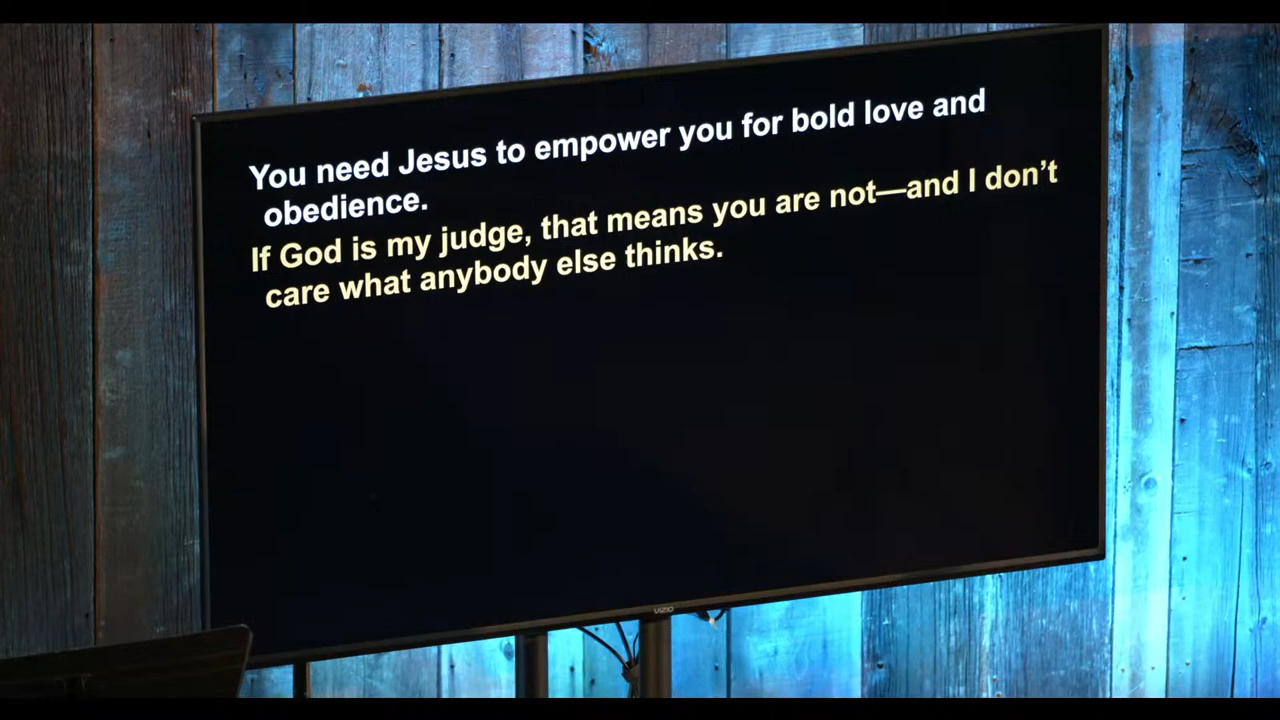 You need Jesus to empower you for bold love and
obedience.
If God is my judge, that means you are not—and I don’t
care what anybody else thinks.
VIZIO